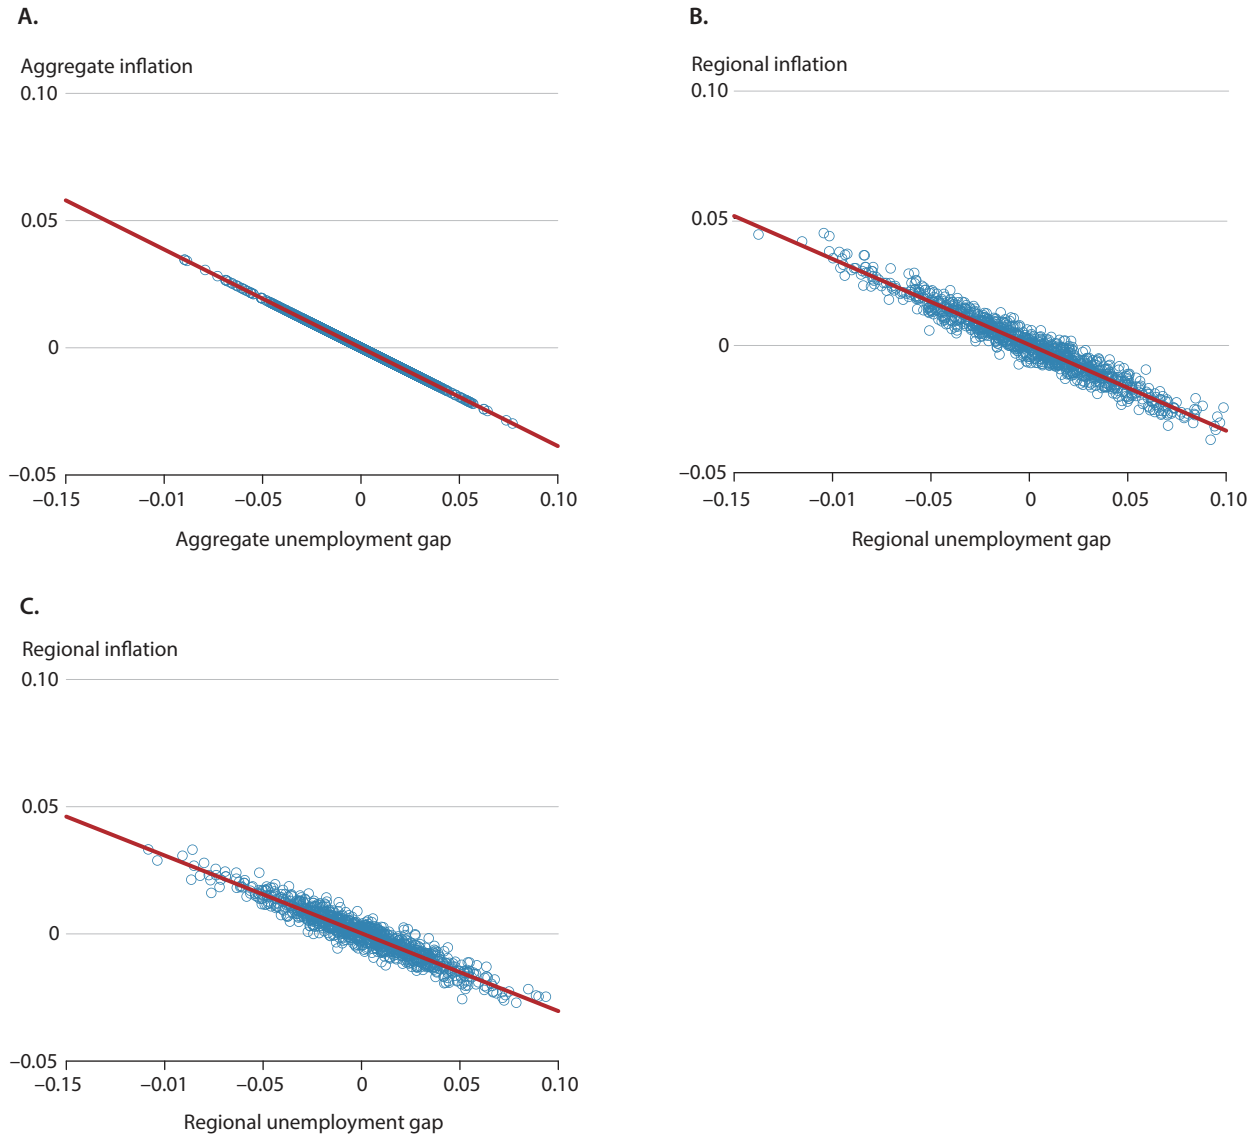 A.
Aggregate inflation
0.10
0.05
0
–0.05
–0.15 –0.01 –0.05 0 0.05 0.10
Aggregate unemployment gap
B.
Regional inflation
0.10
0.05
0
–0.05
–0.15 –0.01 –0.05 0 0.05 0.10
Regional unemployment gap
C.
Regional inflation
0.10
0.05
0
–0.05
–0.15 –0.01 –0.05 0 0.05 0.10
Regional unemployment gap